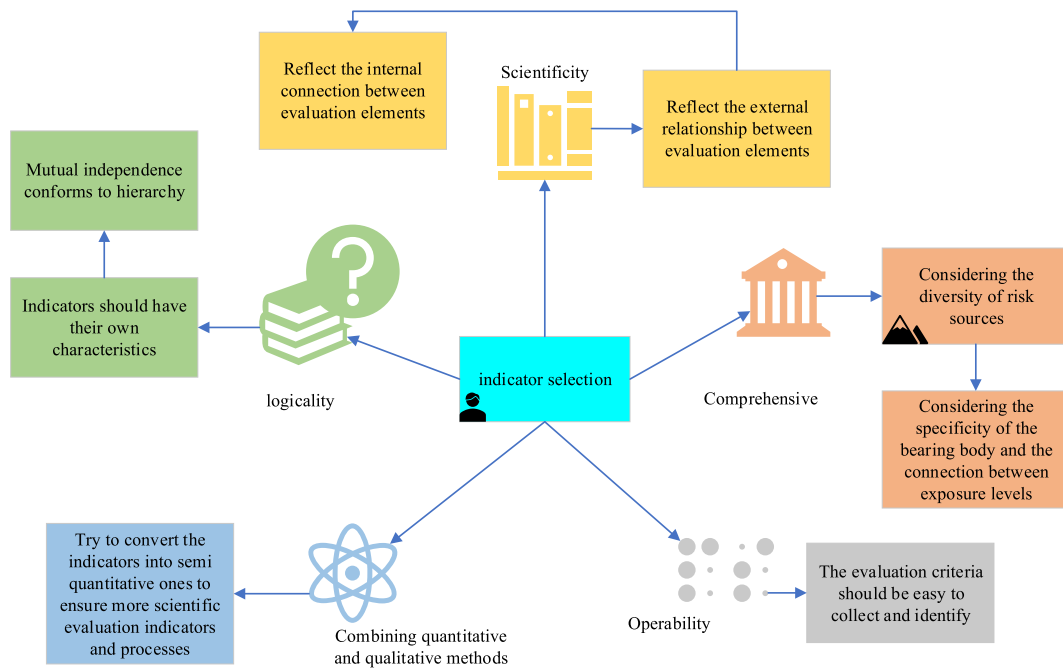 Reflect the internal
connection between
evaluation elements
Scientificity
Reflect the external
relationship between
evaluation elements
Mutual independence
conforms to hierarchy
Indicators should have
their own
characteristics
logicality
indicator selection
Comprehensive
Considering the
diversity of risk
sources
Considering the
specificity of the
bearing body and the
connection between
exposure levels
Try to convert the
indicators into semi
quantitative ones to
ensure more scientific
evaluation indicators
and processes
Combining quantitative
and qualitative methods
Operability
The evaluation criteria
should be easy to
collect and identify